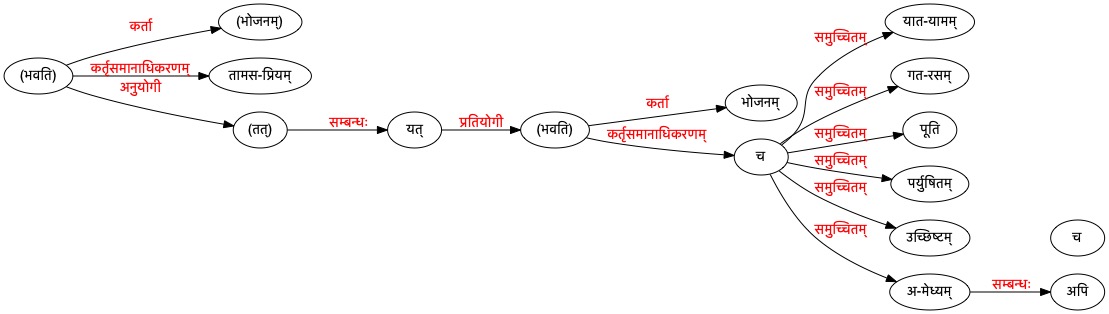 (भवति)
कर्ता
(भोजनम्)
कर्तृसमानाधिकरणम्
तामस-प्रियम्
अनुयोगी
(तत्)
सम्बन्धः
यत्
प्रतियोगी
(भवति)
कर्ता
भोजनम्
कर्तृसमानाधिकरणम्
च
समुच्चितम्
यात-यामम्
समुच्चितम्
गत-रसम्
समुच्चितम्
पूति
समुच्चितम्
पर्युषितम्
समुच्चितम्
उच्छिष्टम्
समुच्चितम्
अ-मेध्यम्
सम्बन्धः
अपि
च